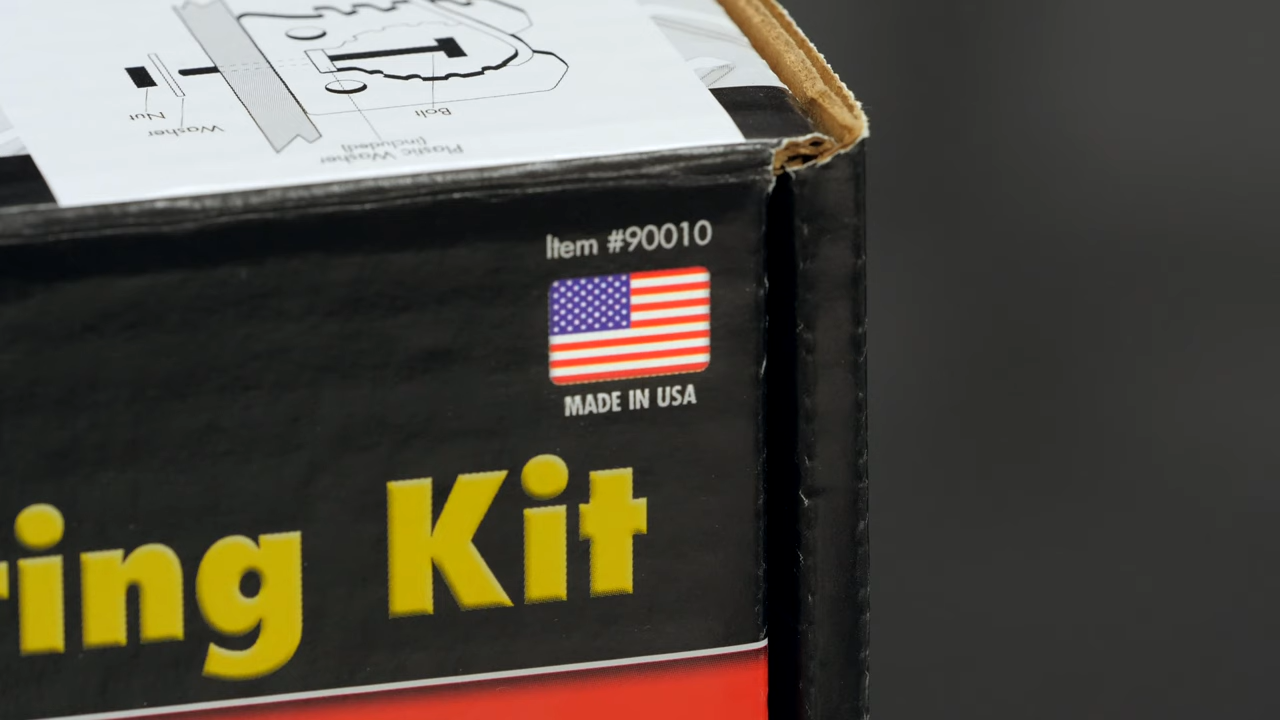 Nut
Washer
Bolt
Plastic Washer
(included)
Item #90010
MADE IN USA
ring Kit